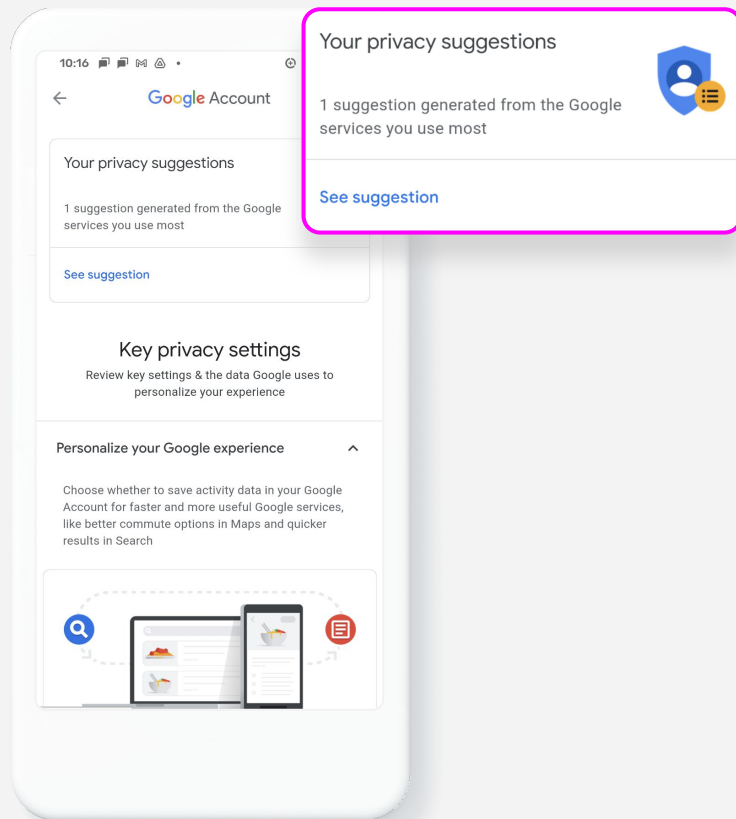 10:16
Google Account
Your privacy suggestions
1 suggestion generated from the Google
services you use most
See suggestion
Your privacy suggestions
1 suggestion generated from the Google
services you use most
See suggestion
Key privacy settings
Review key settings & the data Google uses to
personalize your experience
Personalize your Google experience
Choose whether to save activity data in your Google
Account for faster and more useful Google services,
like better commute options in Maps and quicker
results in Search